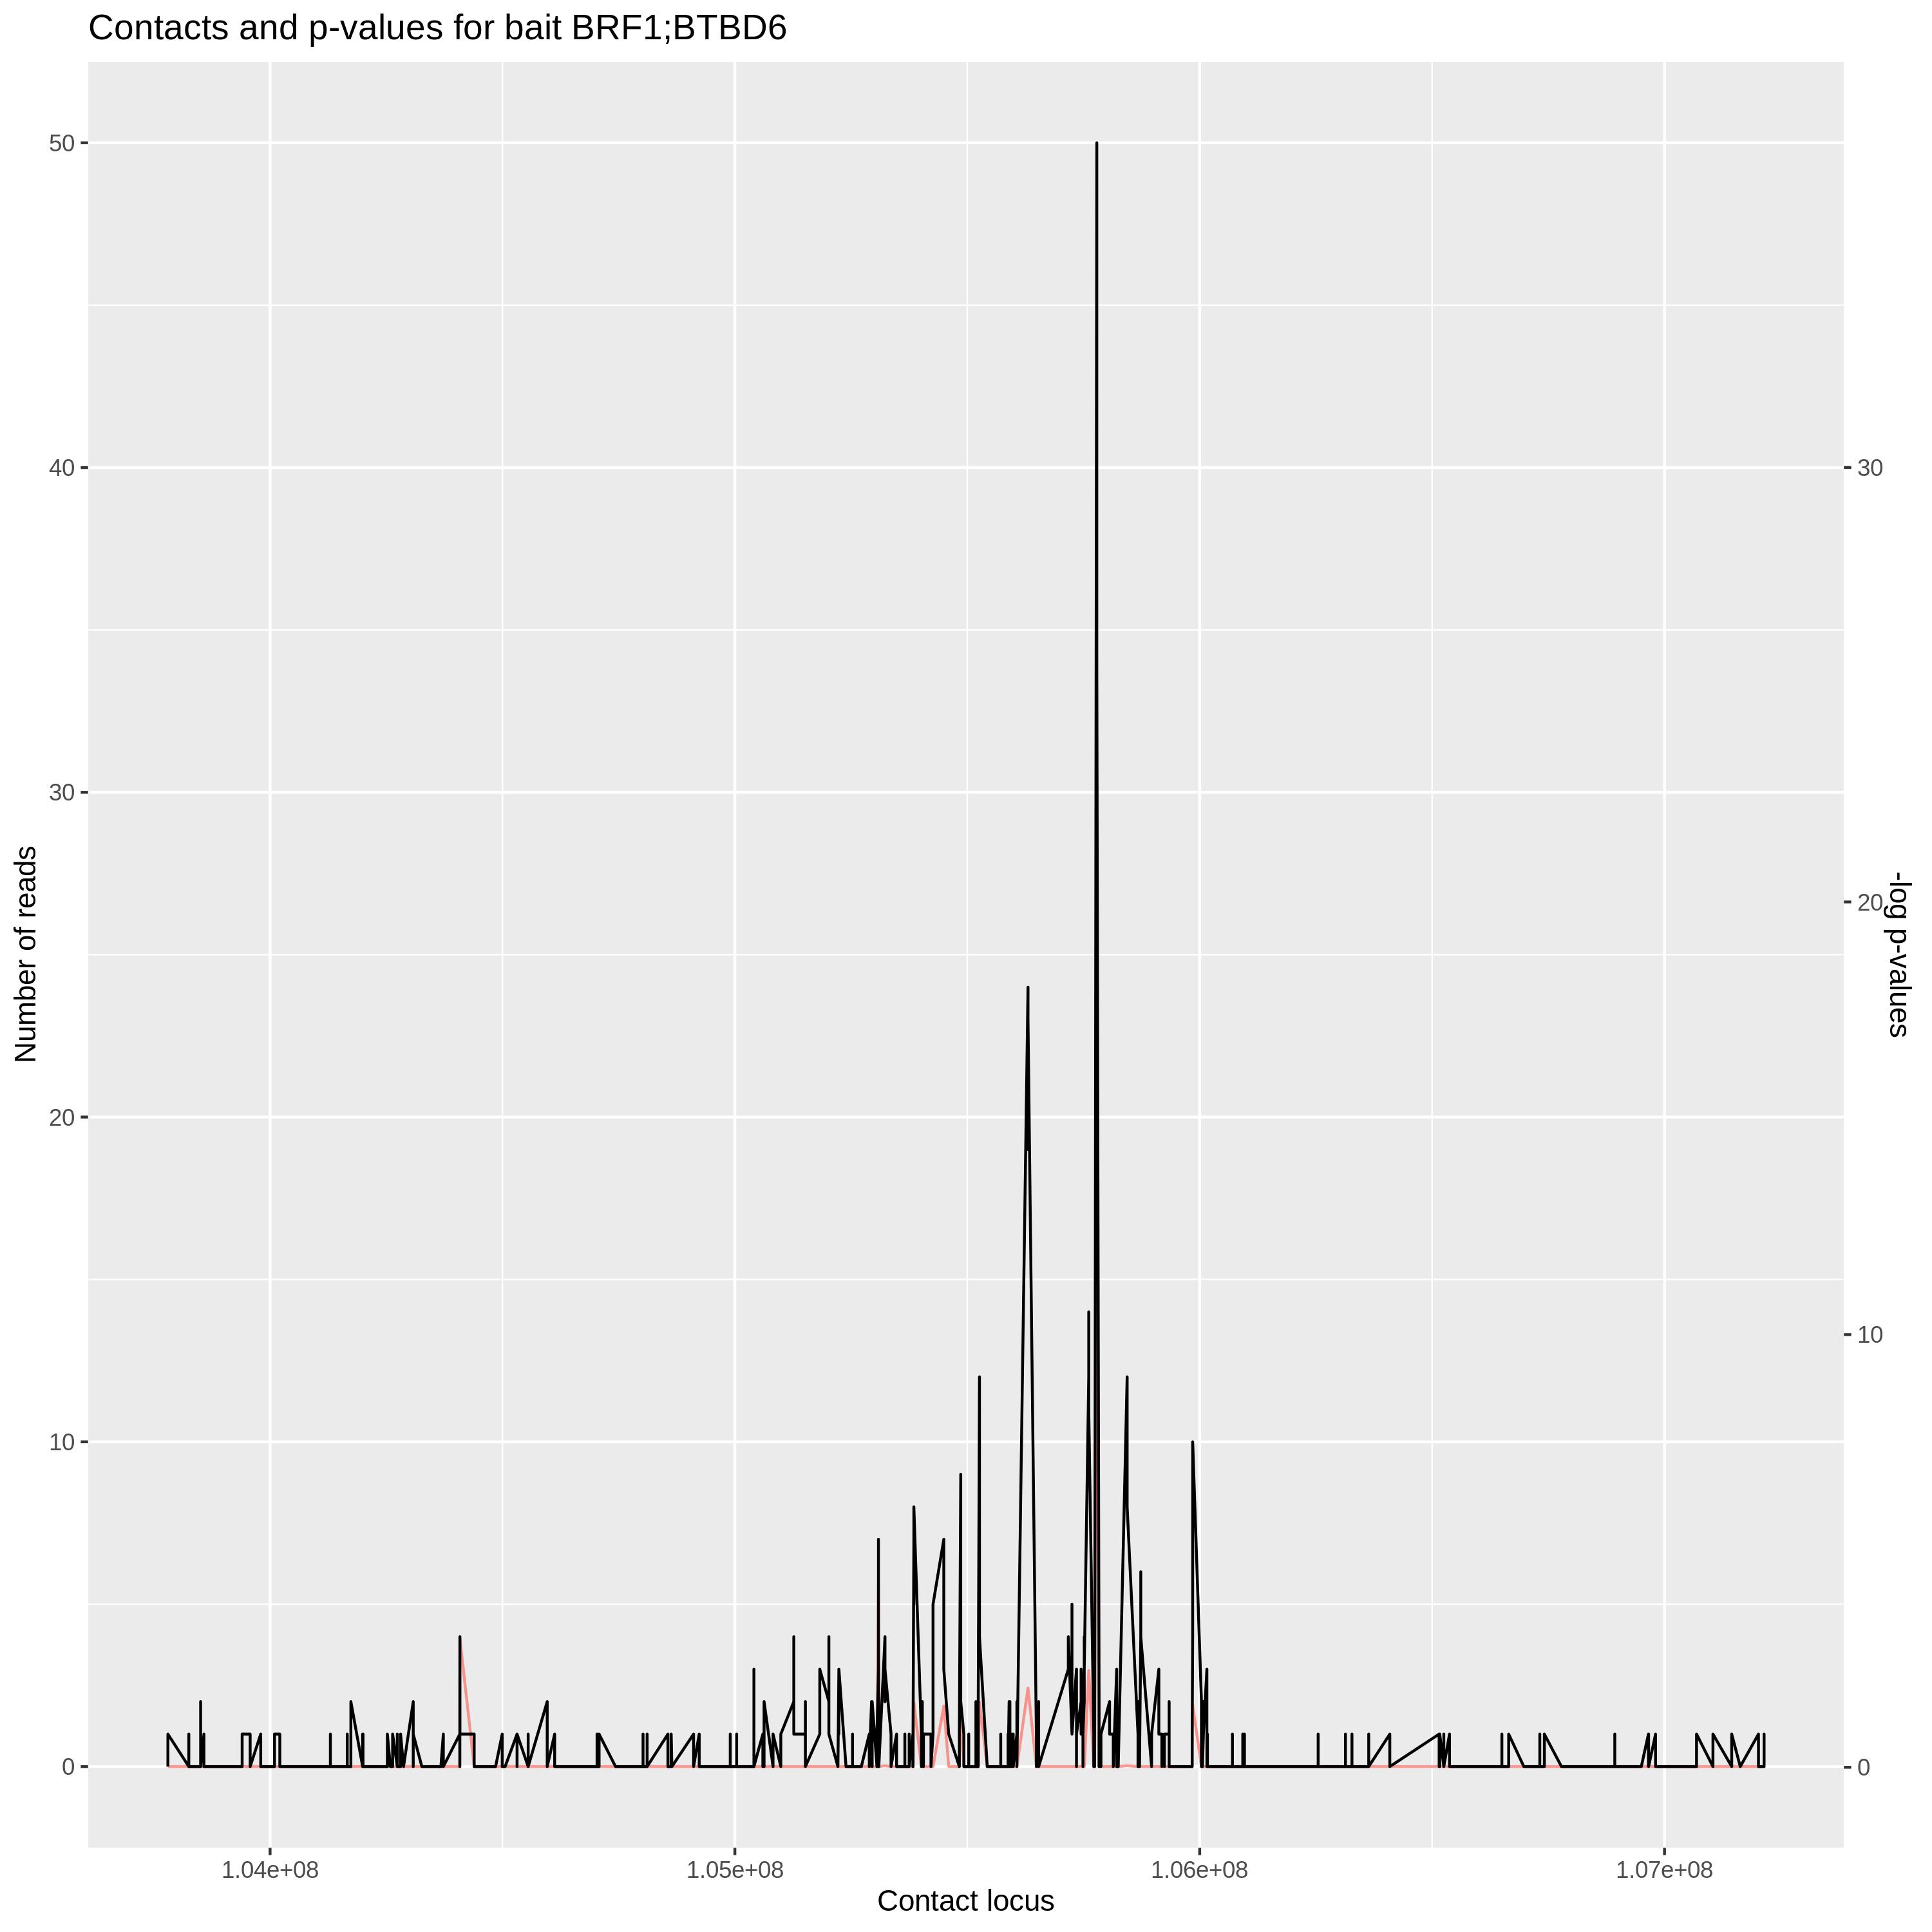 Contacts and p-values for bait BRF1;BTBD6
50
40
30
20
10
0
Number of reads
30
20
10
0
-log p-values
1.04e+08
1.05e+08
1.06e+08
1.07e+08
Contact locus